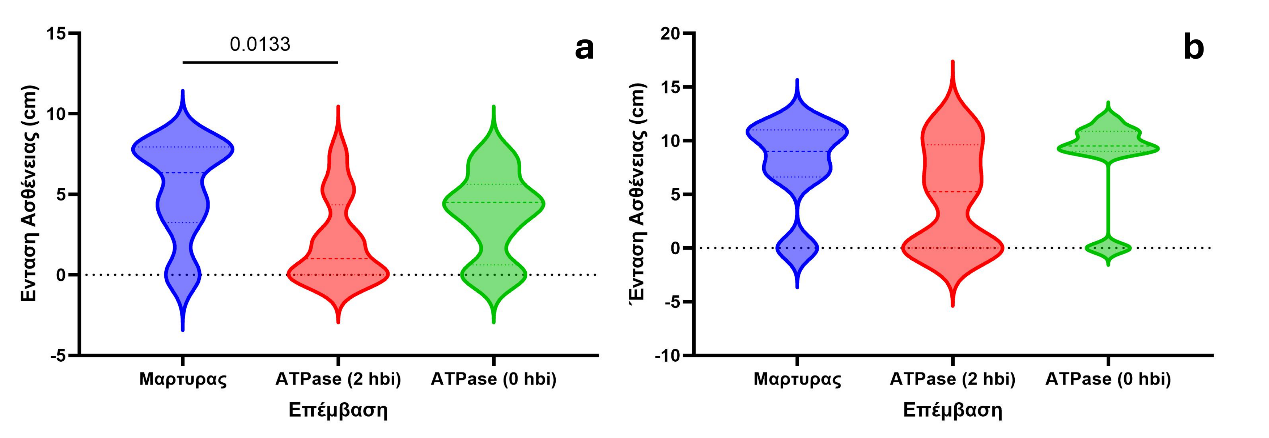 a
0.0133
15
10
5
0
-5
Ενταση Ασθένειας (cm)
Μαρτυρας
ATPase (2 hbi)
ATPase (0 hbi)
Επέμβαση
b
20
15
10
5
0
-5
-10
Ένταση Ασθένειας (cm)
Μαρτυρας
ATPase (2 hbi)
ATPase (0 hbi)
Επέμβαση